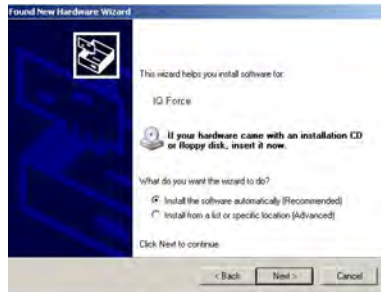 Found New Hardware Wizard
This wizard helps you install software for:
IQ Force
If your hardware came with an installation CD
or floppy disk, insert it now.
What do you want the wizard to do?
Install the software automatically (Recommended)
Install from a list or specific location (Advanced)
Click Next to continue.
< Back Next > Cancel